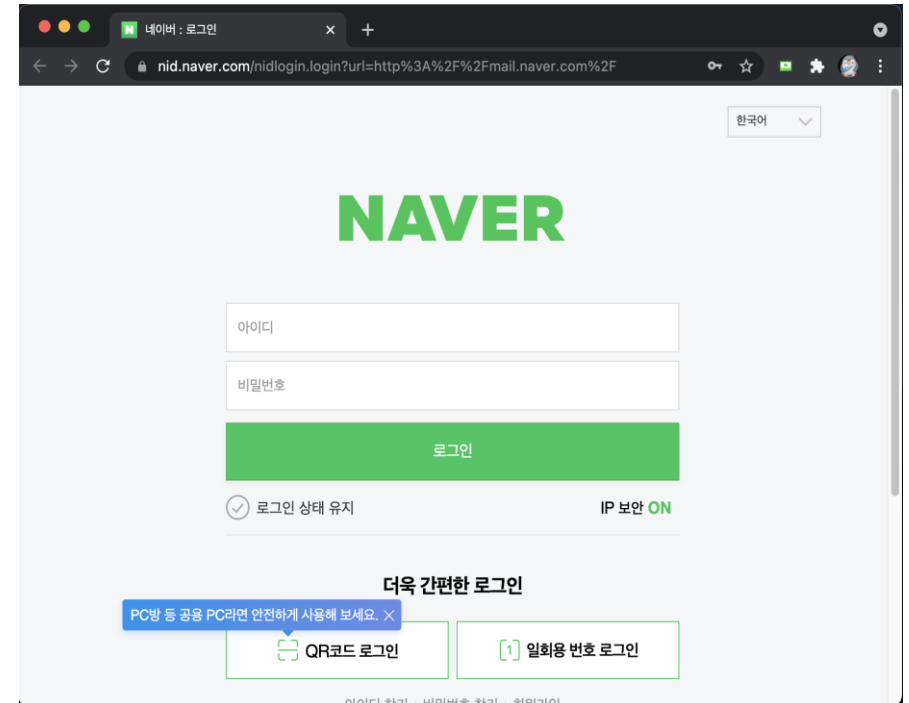 네이버 : 로그인
nid.naver.com/nidlogin.login?url=http%3A%2F%2Fmail.naver.com%2F
한국어
NAVER
아이디
비밀번호
로그인
로그인 상태 유지
IP 보안 ON
더욱 간편한 로그인
PC방 등 공용 PC라면 안전하게 사용해 보세요.
QR코드 로그인
1 일회용 번호 로그인